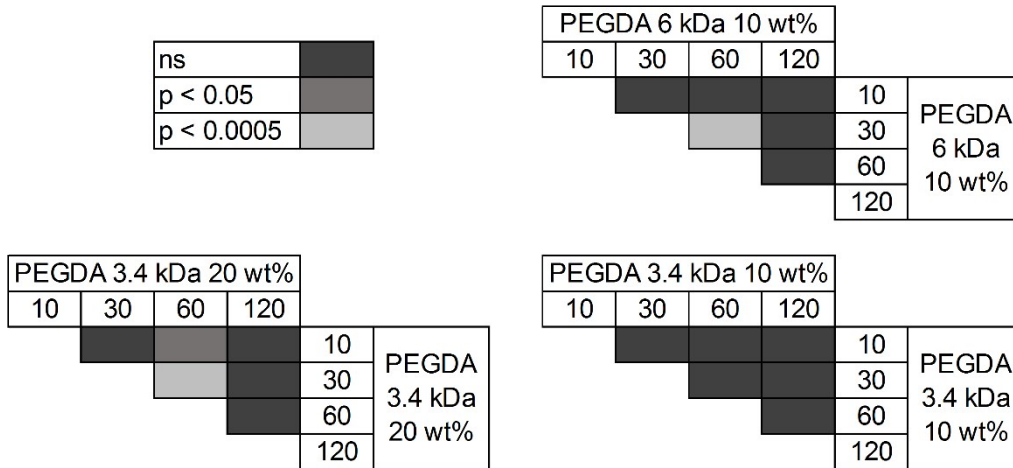 ns
p < 0.05
p < 0.0005
PEGDA 6 kDa 10 wt%
10 30 60 120
10
30
60
120
PEGDA
6 kDa
10 wt%
PEGDA 3.4 kDa 20 wt%
10 30 60 120
10
30
60
120
PEGDA
3.4 kDa
20 wt%
PEGDA 3.4 kDa 10 wt%
10 30 60 120
10
30
60
120
PEGDA
3.4 kDa
10 wt%